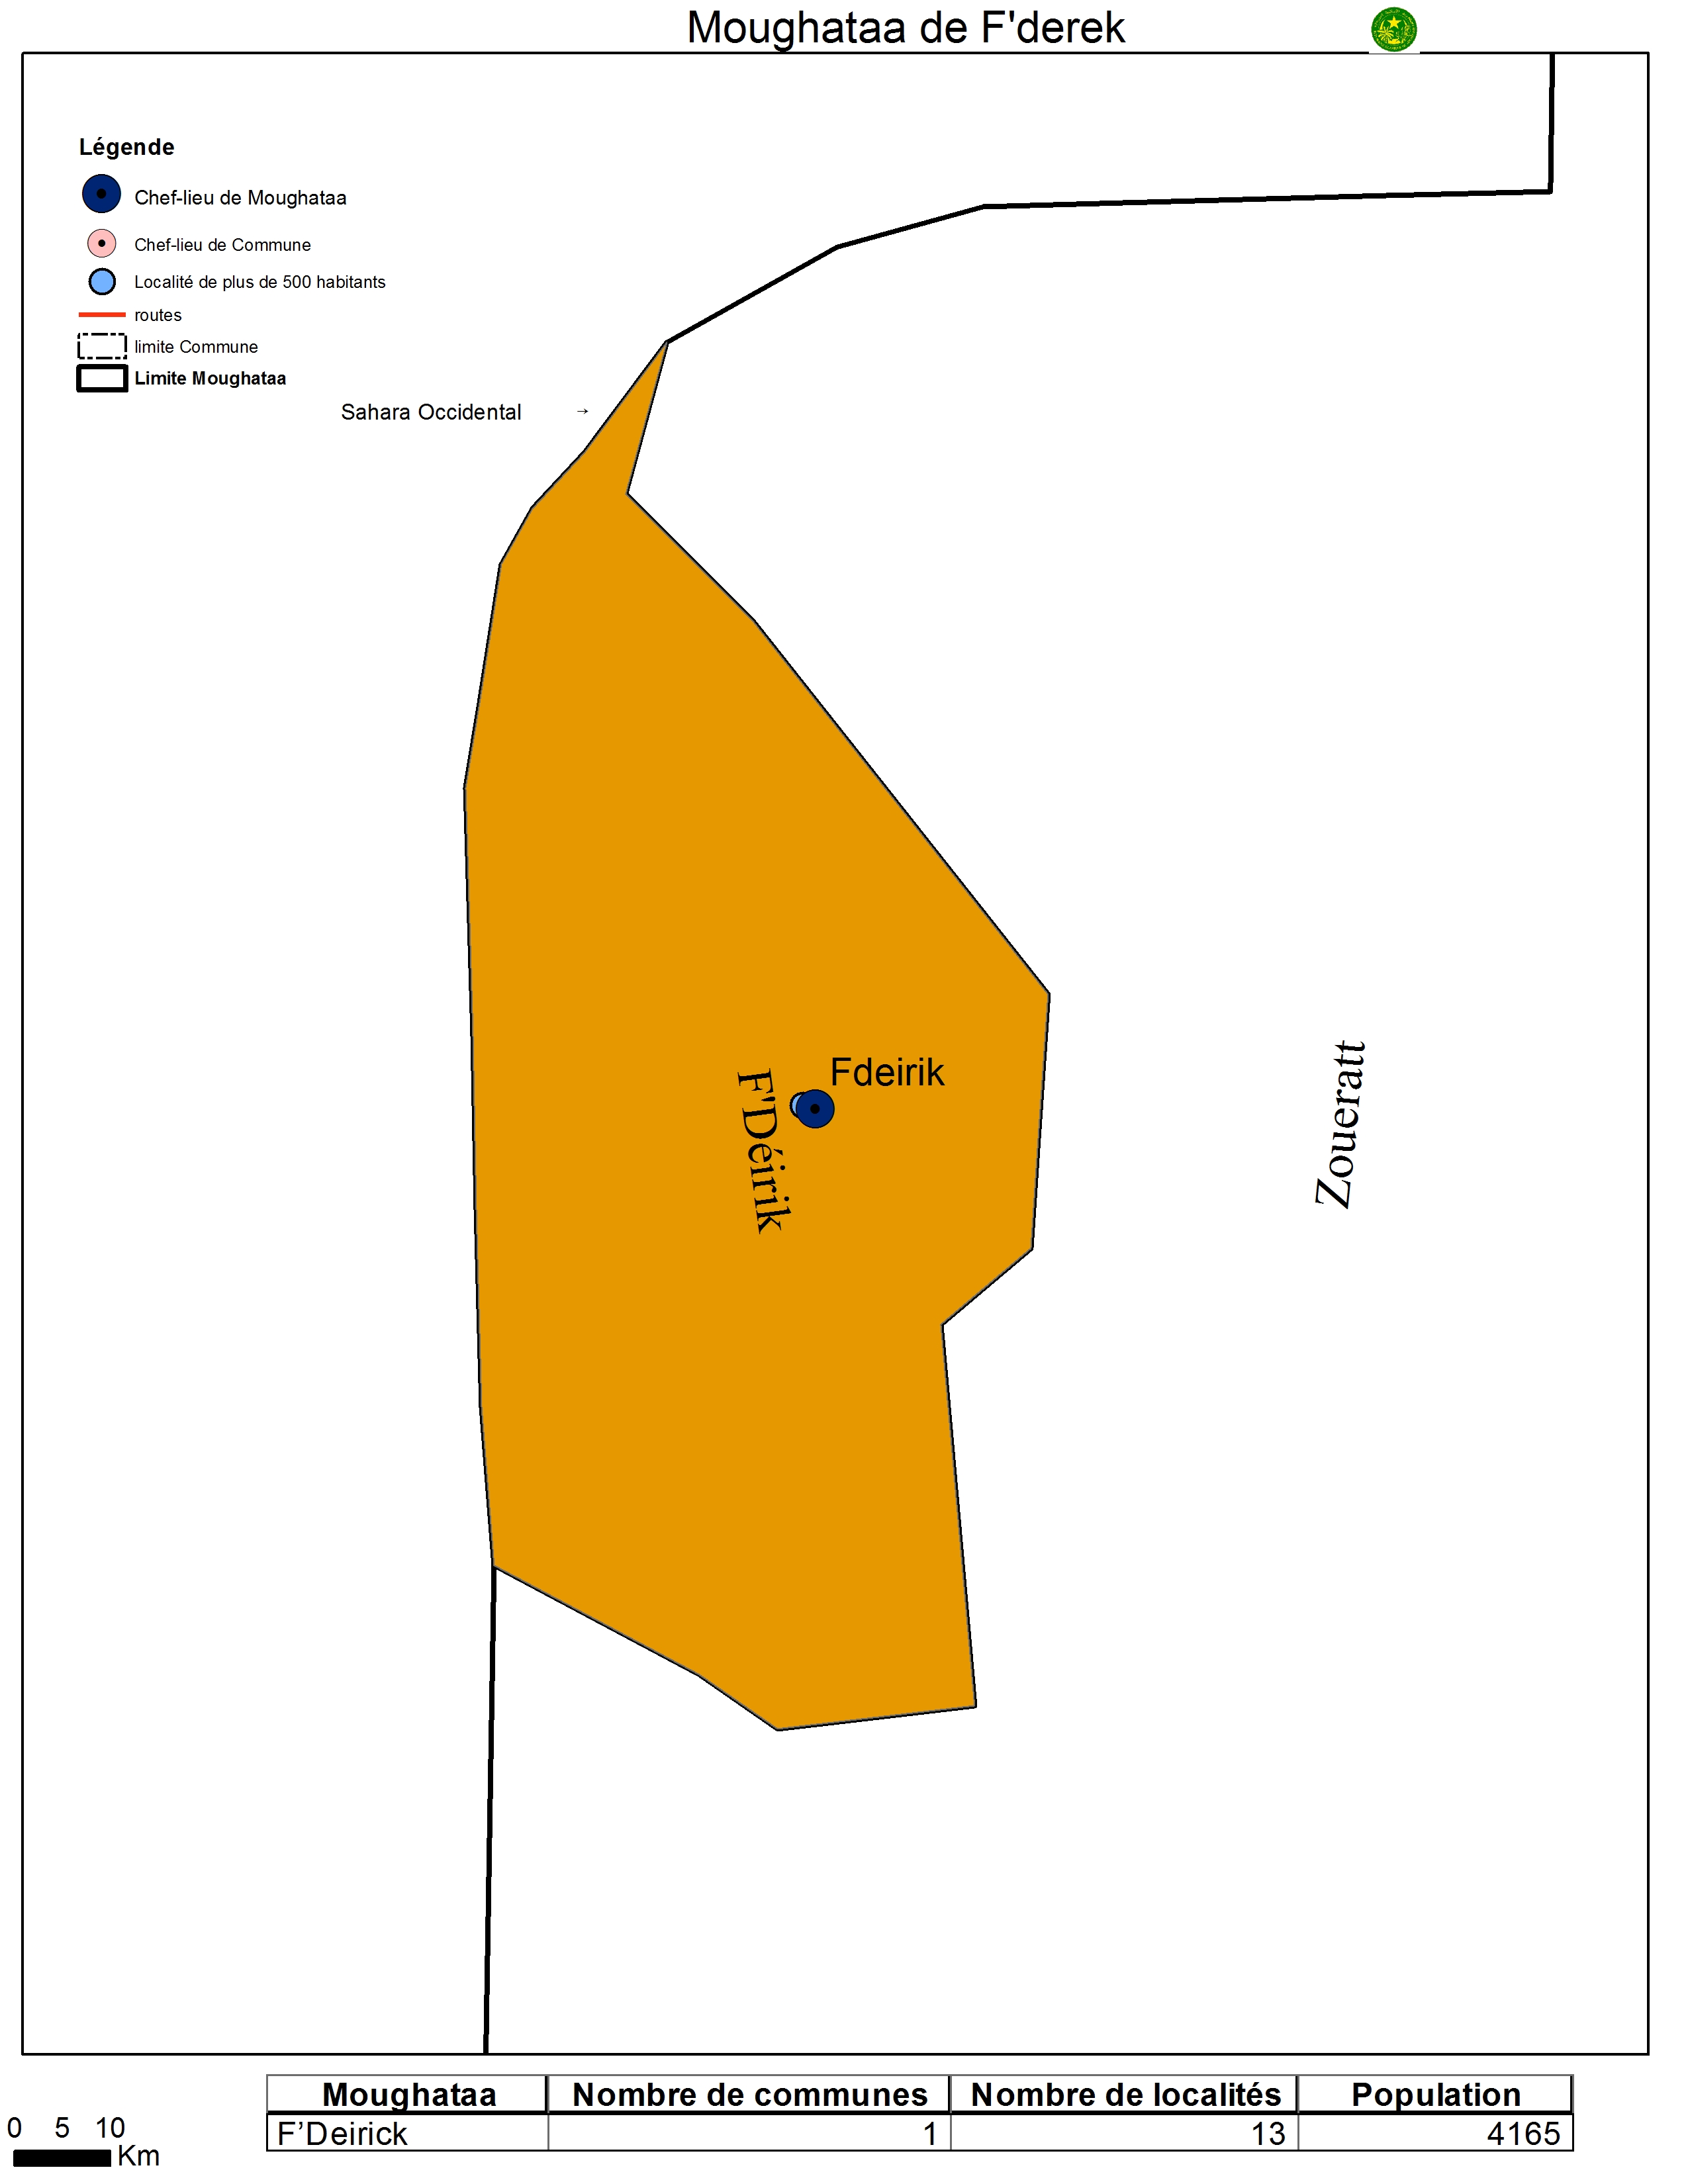 Moughataa de F'derek
Légende
Chef-lieu de Moughataa
Chef-lieu de Commune
Localité de plus de 500 habitants
routes
limite Commune
Limite Moughataa
Sahara Occidental →
Fdeirik
F'Déirik
Zoueratt
Moughataa Nombre de communes Nombre de localités Population
F’Deirick 1 13 4165
0 5 10
Km